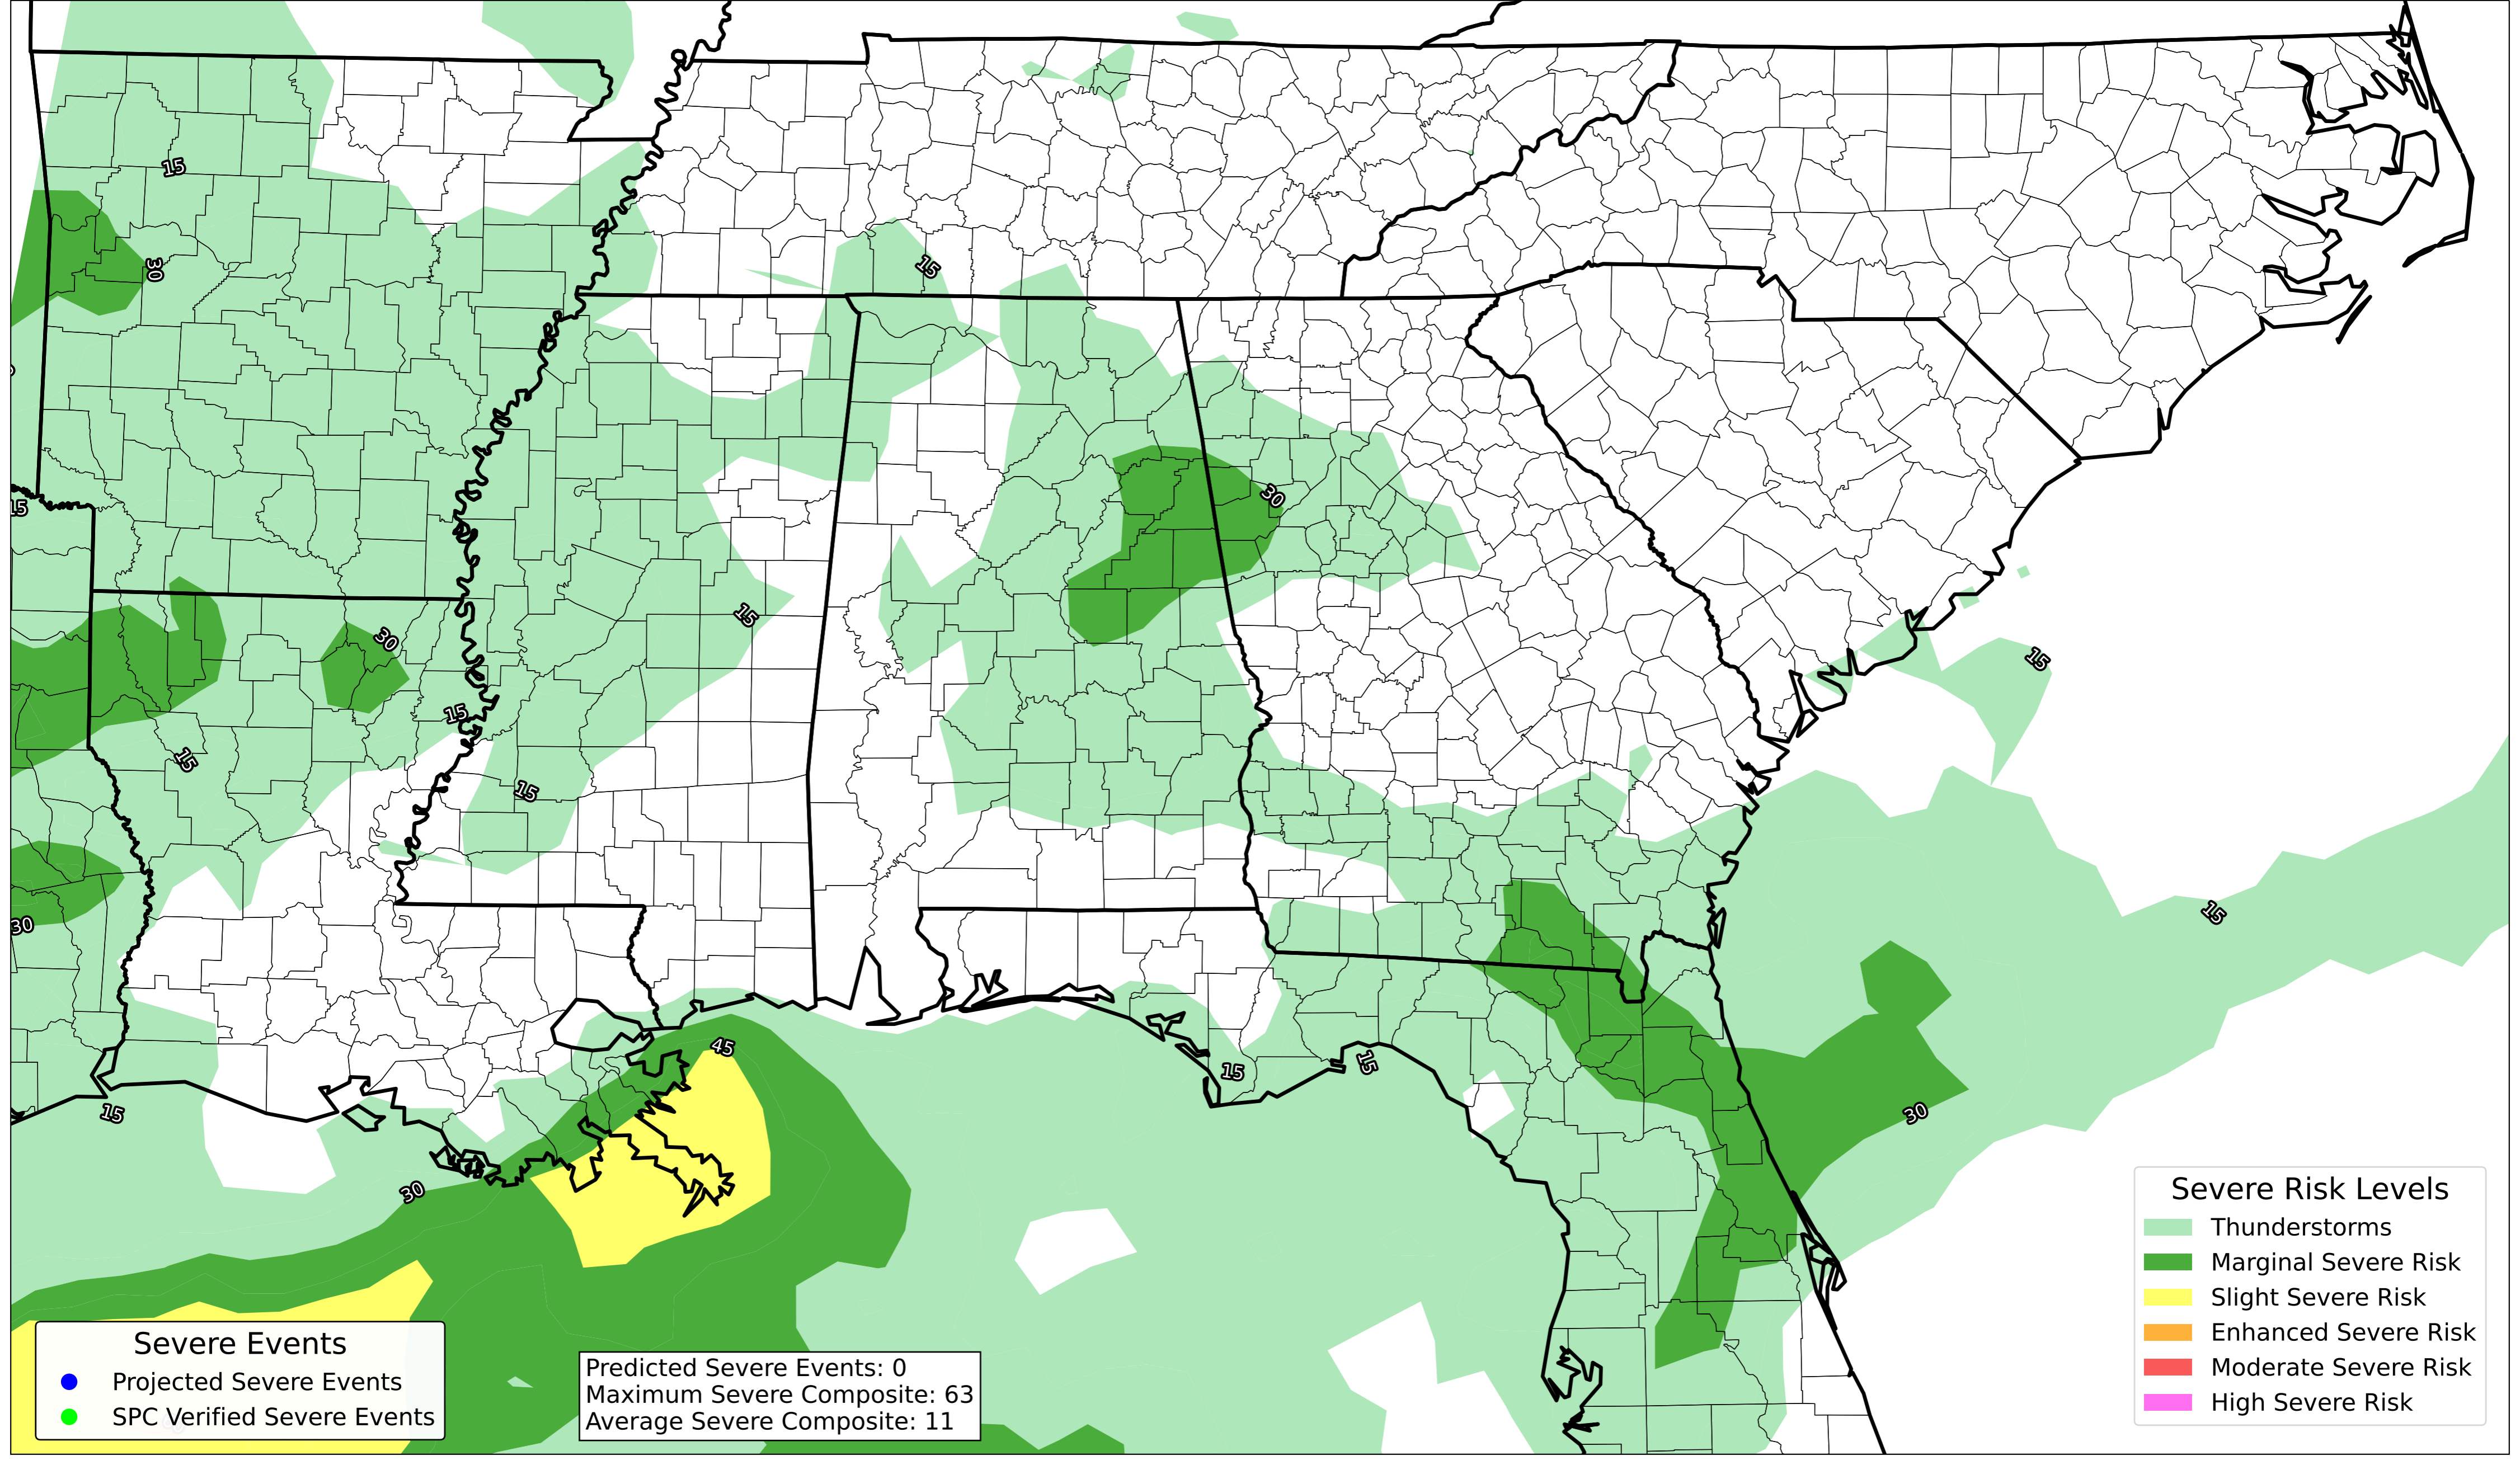 15
30
15
15
30
30
15
15
15
15
15
15
30
15
45
15
15
15
30
30
Severe Risk Levels
Thunderstorms
Marginal Severe Risk
Slight Severe Risk
Enhanced Severe Risk
Moderate Severe Risk
High Severe Risk
Severe Events
Projected Severe Events
SPC Verified Severe Events
Predicted Severe Events: 0
Maximum Severe Composite: 63
Average Severe Composite: 11